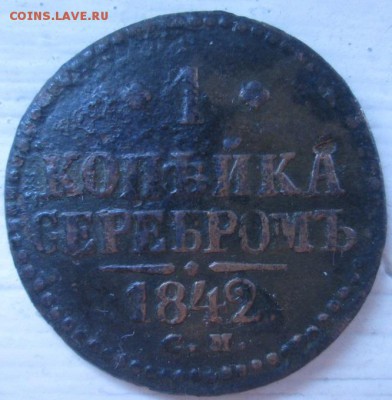 COINS.LAVE.RU
· 1 ·
КОПѢЙКА
СЕРЕБРОМЪ
1842.
С.М.